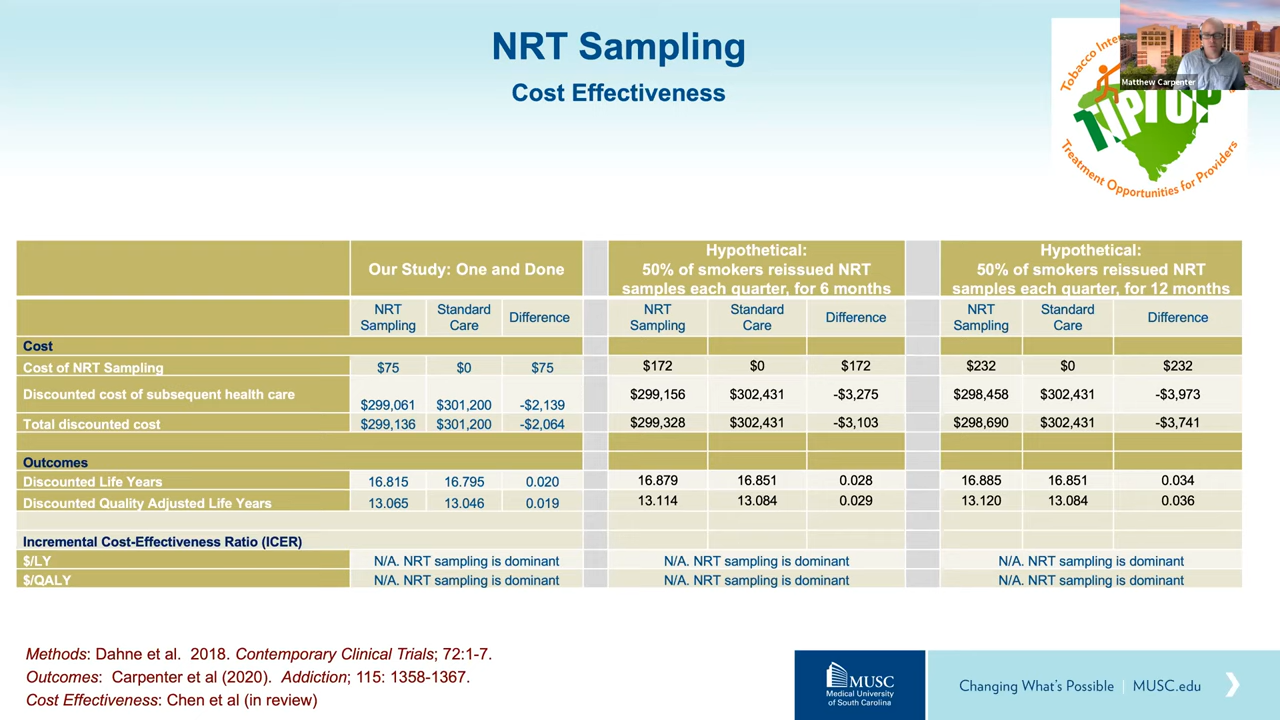 NRT Sampling
Cost Effectiveness
Matthew Carpenter
Tobacco
TIPTOP
Treatment Opportunities for Providers
Our Study: One and Done
Hypothetical:
50% of smokers reissued NRT
samples each quarter, for 6 months
Hypothetical:
50% of smokers reissued NRT
samples each quarter, for 12 months
NRT Sampling Standard Care Difference NRT Sampling Standard Care Difference NRT Sampling Standard Care Difference
Cost
Cost of NRT Sampling $75 $0 $75 $172 $0 $172 $232 $0 $232
Discounted cost of subsequent health care $299,061 $301,200 -$2,139 $299,156 $302,431 -$3,275 $298,458 $302,431 -$3,973
Total discounted cost $299,136 $301,200 -$2,064 $299,328 $302,431 -$3,103 $298,690 $302,431 -$3,741
Outcomes
Discounted Life Years 16.815 16.795 0.020 16.879 16.851 0.028 16.885 16.851 0.034
Discounted Quality Adjusted Life Years 13.065 13.046 0.019 13.114 13.084 0.029 13.120 13.084 0.036
Incremental Cost-Effectiveness Ratio (ICER)
$/LY N/A. NRT sampling is dominant N/A. NRT sampling is dominant N/A. NRT sampling is dominant
$/QALY N/A. NRT sampling is dominant N/A. NRT sampling is dominant N/A. NRT sampling is dominant
Methods: Dahne et al. 2018. Contemporary Clinical Trials; 72:1-7.
Outcomes: Carpenter et al (2020). Addiction; 115: 1358-1367.
Cost Effectiveness: Chen et al (in review)
MUSC
Medical University
of South Carolina
Changing What's Possible | MUSC.edu